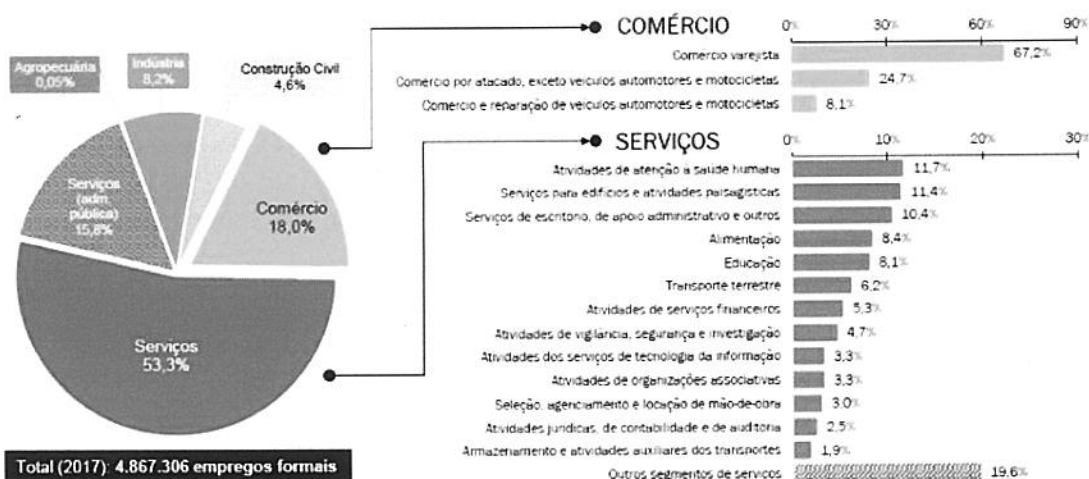 Agropecuária
0,05%
Indústria
8,2%
Construção Civil
4,6%
Serviços
(adm.
pública)
15,8%
Comércio
18,0%
Serviços
53,3%
Total (2017): 4.867.306 empregos formais
COMÉRCIO
0% 30% 60% 90%
Comércio varejista 67,2%
Comércio por atacado, exceto veículos automotores e motocicletas 24,7%
Comércio e reparação de veículos automotores e motocicletas 8,1%
SERVIÇOS
0% 10% 20% 30%
Atividades de atenção à saúde humana 11,7%
Serviços para edifícios e atividades paisagísticas 11,4%
Serviços de escritório, de apoio administrativo e outros 10,4%
Alimentação 8,4%
Educação 8,1%
Transporte terrestre 6,2%
Atividades de serviços financeiros 5,3%
Atividades de vigilância, segurança e investigação 4,7%
Atividades dos serviços de tecnologia da informação 3,3%
Atividades de organizações associativas 3,3%
Seleção, agenciamento e locação de mão-de-obra 3,0%
Atividades jurídicas, de contabilidade e de auditoria 2,5%
Armazenamento e atividades auxiliares dos transportes 1,9%
Outros segmentos de serviços 19,6%